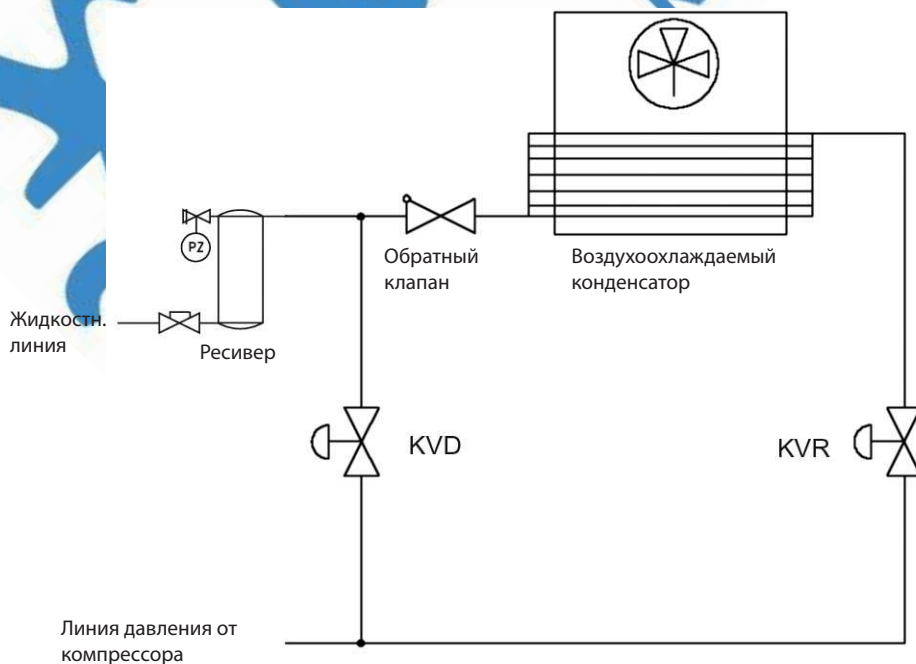 PZ
Обратный
клапан
Воздухоохлаждаемый
конденсатор
Жидкостн.
линия
Ресивер
KVD
KVR
Линия давления от
компрессора